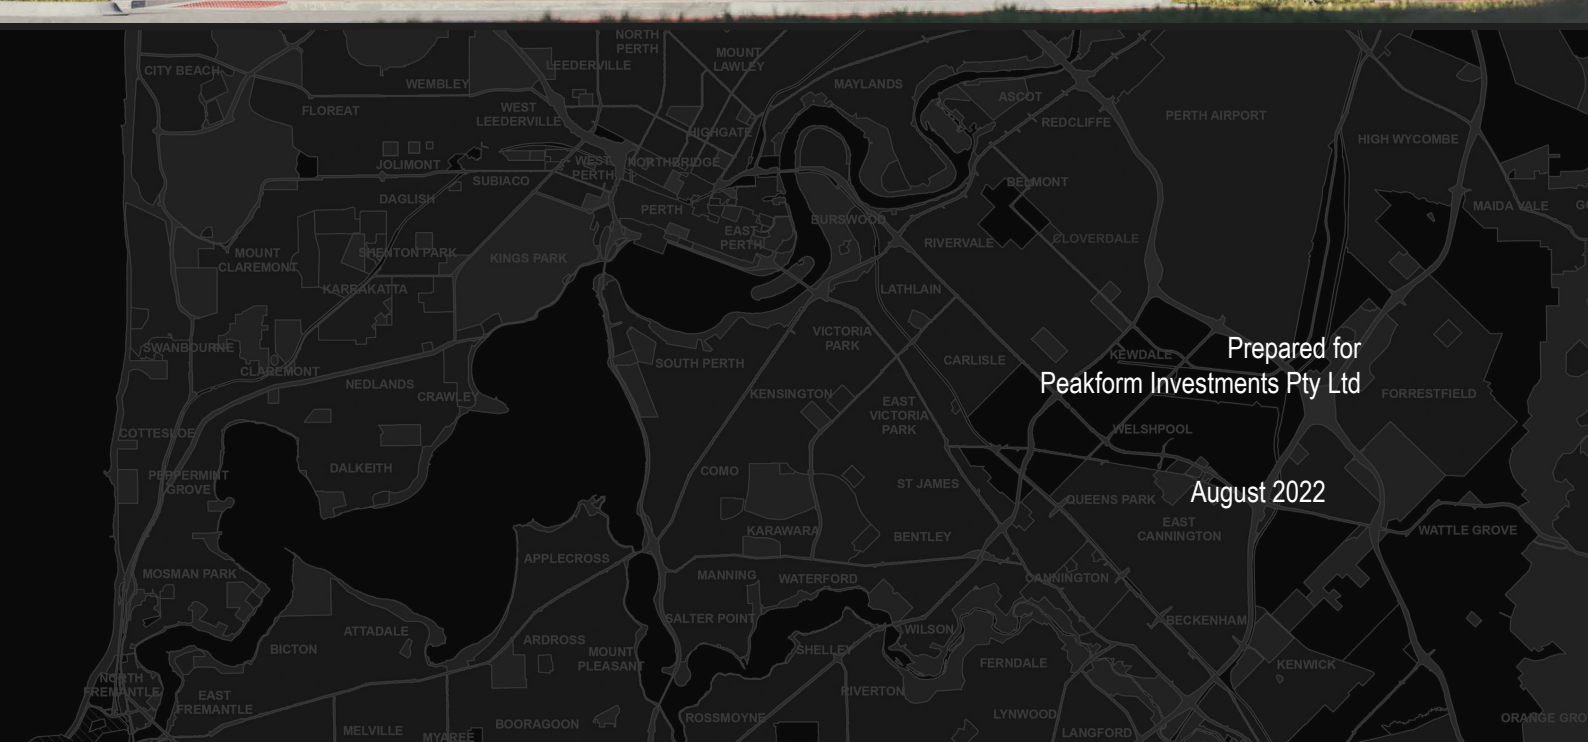 NORTH
PERTH
MOUNT
LAWLEY
LEEDERVILLE
CITY BEACH
WEMBLEY
MAYLANDS
ASCOT
FLOREAT
WEST
LEEDERVILLE
REDCLIFFE
PERTH AIRPORT
HIGHGATE
HIGH WYCOMBE
JOLIMONT
WEST
PERTH
NORTHBRIDGE
SUBIACO
BELMONT
DAGLISH
PERTH
MAIDA VALE
BURSWOOD
EAST
PERTH
RIVERVALE
CLOVERDALE
MOUNT
CLAREMONT
SHENTON PARK
KINGS PARK
KARRAKATTA
LATHLAIN
VICTORIA
PARK
SWANBOURNE
Prepared for
KEWDALE
CARLISLE
SOUTH PERTH
CLAREMONT
NEDLANDS
Peakform Investments Pty Ltd
KENSINGTON
CRAWLEY
FORRESTFIELD
EAST
VICTORIA
PARK
COTTESLOE
WELSHPOOL
DALKEITH
COMO
PEPPERMINT
GROVE
ST JAMES
August 2022
QUEENS PARK
EAST
CANNINGTON
KARAWARA
BENTLEY
WATTLE GROVE
APPLECROSS
MOSMAN PARK
MANNING
WATERFORD
CANNINGTON
SALTER POINT
BECKENHAM
ATTADALE
WILSON
ARDROSS
BICTON
MOUNT
PLEASANT
SHELLEY
FERNDALE
KENWICK
NORTH
FREMANTLE
EAST
FREMANTLE
RIVERTON
LYNWOOD
ROSSMOYNE
ORANGE GRO
BOORAGOON
MELVILLE
MYAREE
LANGFORD